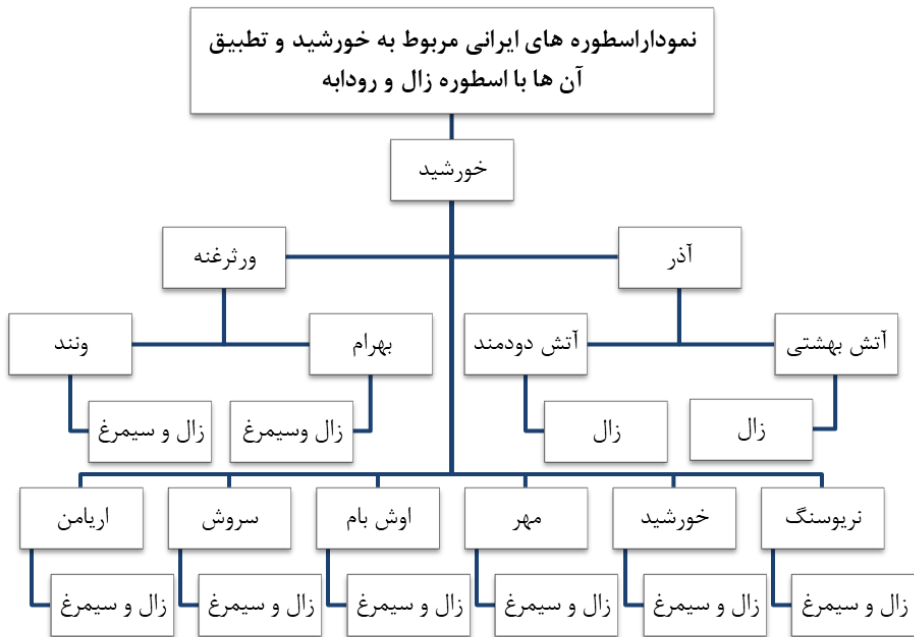 نموداراسطوره های ایرانی مربوط به خورشید و تطبیق
آن ها با اسطوره زال و رودابه
خورشید
آذر
ورثرغنه
آتش بهشتی
آتش دودمند
بهرام
ونند
زال
زال
زال وسیمرغ
زال و سیمرغ
نریوسنگ
خورشید
مهر
اوش بام
سروش
اریامن
زال و سیمرغ
زال و سیمرغ
زال و سیمرغ
زال و سیمرغ
زال و سیمرغ
زال و سیمرغ